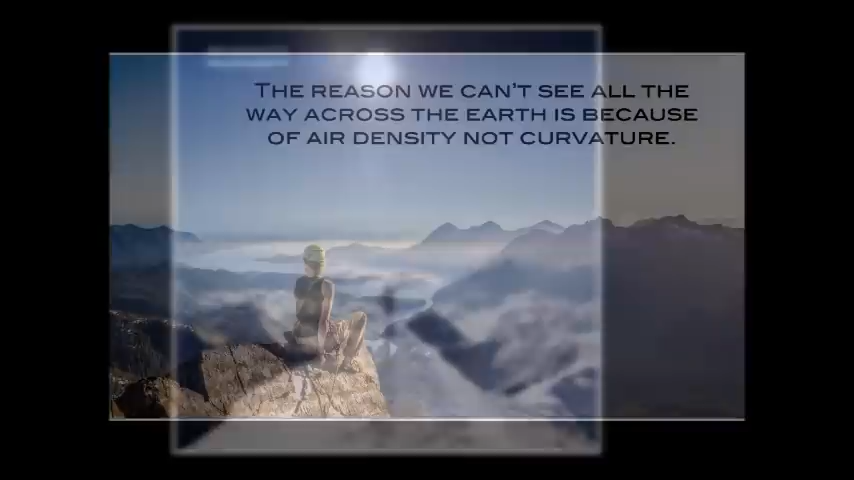 THE REASON WE CAN'T SEE ALL THE
WAY ACROSS THE EARTH IS BECAUSE
OF AIR DENSITY NOT CURVATURE.